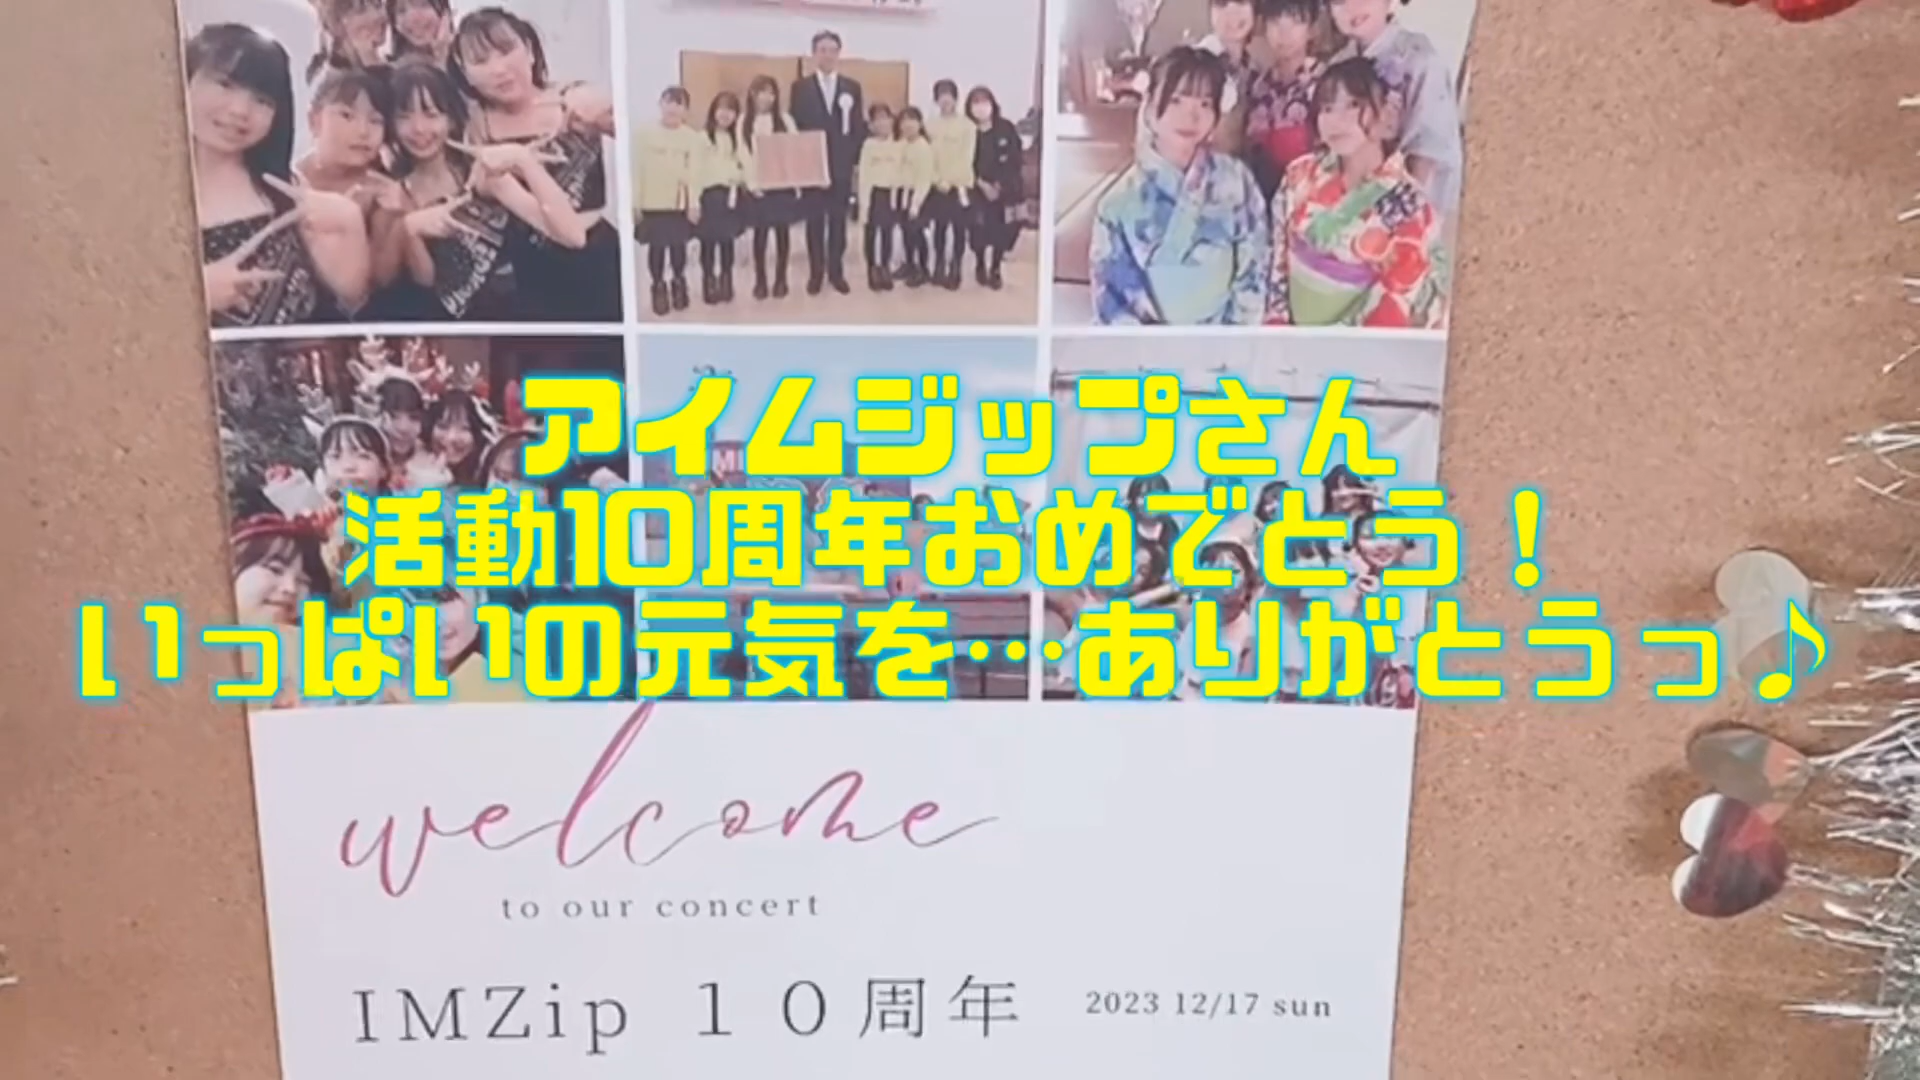 アイムジップさん
活動10周年おめでとう！
いっぱいの元気を…ありがとうっ♪
welcome
to our concert
IMZip １０周年
2023 12/17 sun